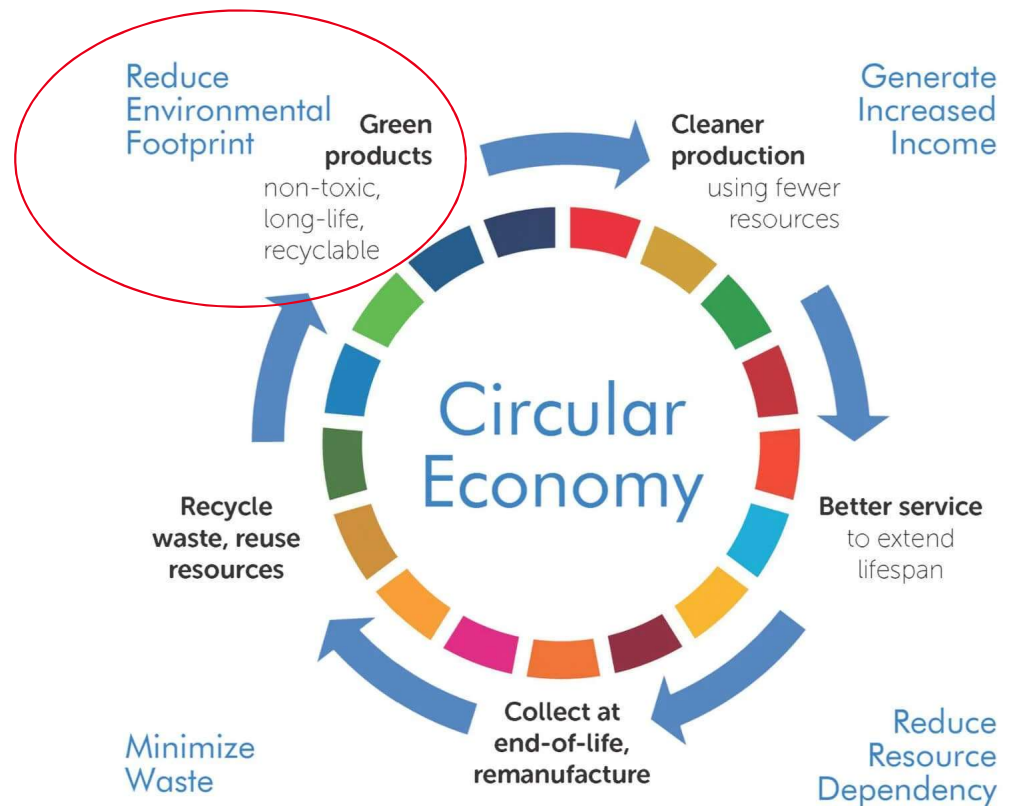 Reduce
Environmental
Footprint
Green
products
non-toxic,
long-life,
recyclable
Cleaner
production
using fewer
resources
Generate
Increased
Income
Circular
Economy
Better service
to extend
lifespan
Recycle
waste, reuse
resources
Collect at
end-of-life,
remanufacture
Minimize
Waste
Reduce
Resource
Dependency